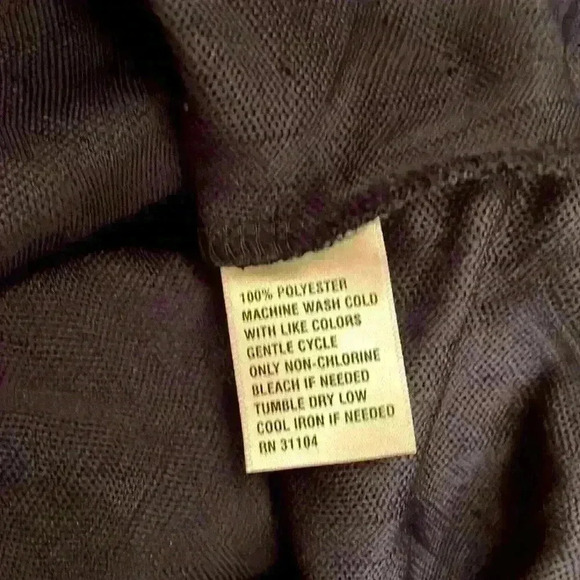 100% POLYESTER
MACHINE WASH COLD
WITH LIKE COLORS
GENTLE CYCLE
ONLY NON-CHLORINE
BLEACH IF NEEDED
TUMBLE DRY LOW
COOL IRON IF NEEDED
RN 31104